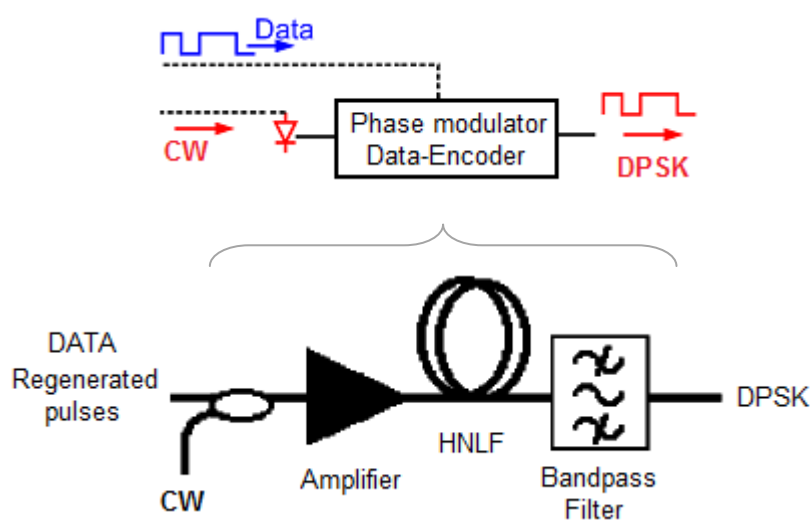 Data
CW
Phase modulator
Data-Encoder
DPSK
DATA
Regenerated
pulses
CW
Amplifier
HNLF
Bandpass
Filter
DPSK